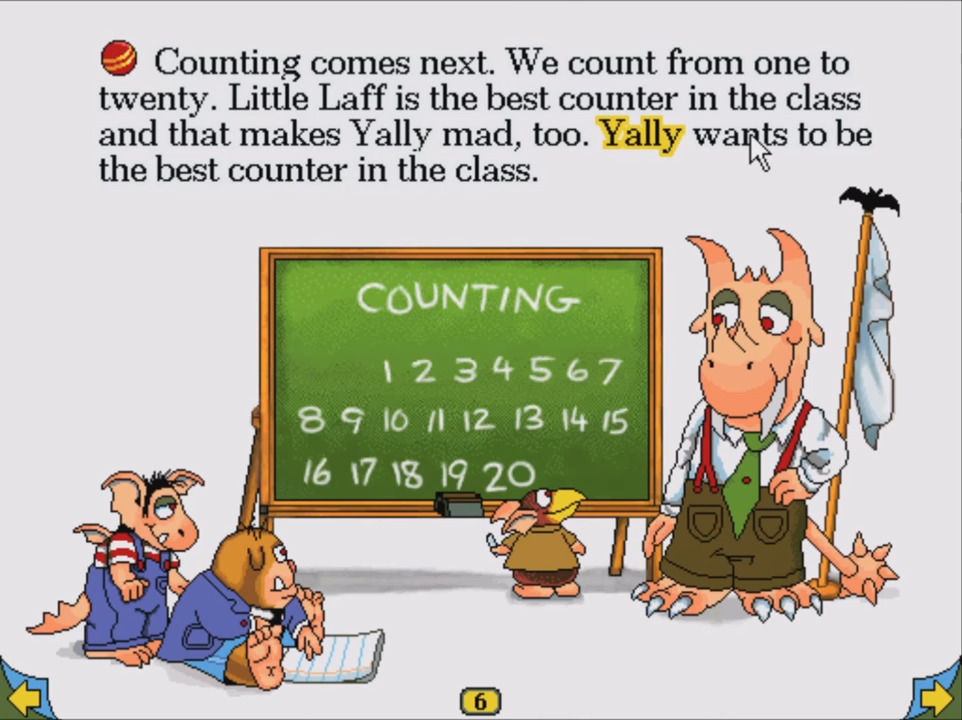 Counting comes next. We count from one to
twenty. Little Laff is the best counter in the class
and that makes Yally mad, too. Yally wants to be
the best counter in the class.
COUNTING
1 2 3 4 5 6 7
8 9 10 11 12 13 14 15
16 17 18 19 20
6